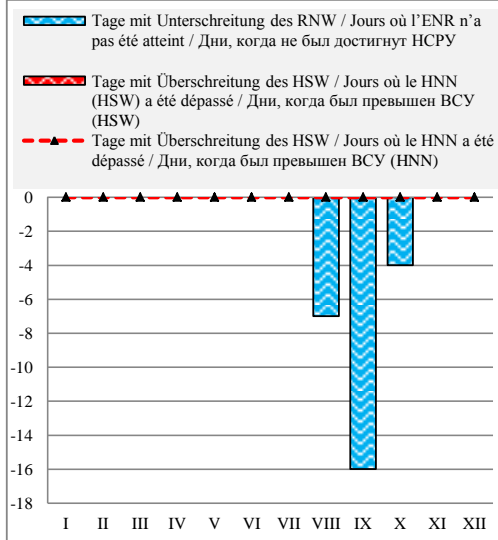 Tage mit Unterschreitung des RNW / Jours où l’ENR n’a
pas été atteint / Дни, когда не был достигнут НСРУ
Tage mit Überschreitung des HSW / Jours où le HNN
(HSW) a été dépassé / Дни, когда был превышен ВСУ
(HSW)
Tage mit Überschreitung des HSW / Jours où le HNN a été
dépassé / Дни, когда был превышен ВСУ (HNN)
0
-2
-4
-6
-8
-10
-12
-14
-16
-18
I II III IV V VI VII VIII IX X XI XII